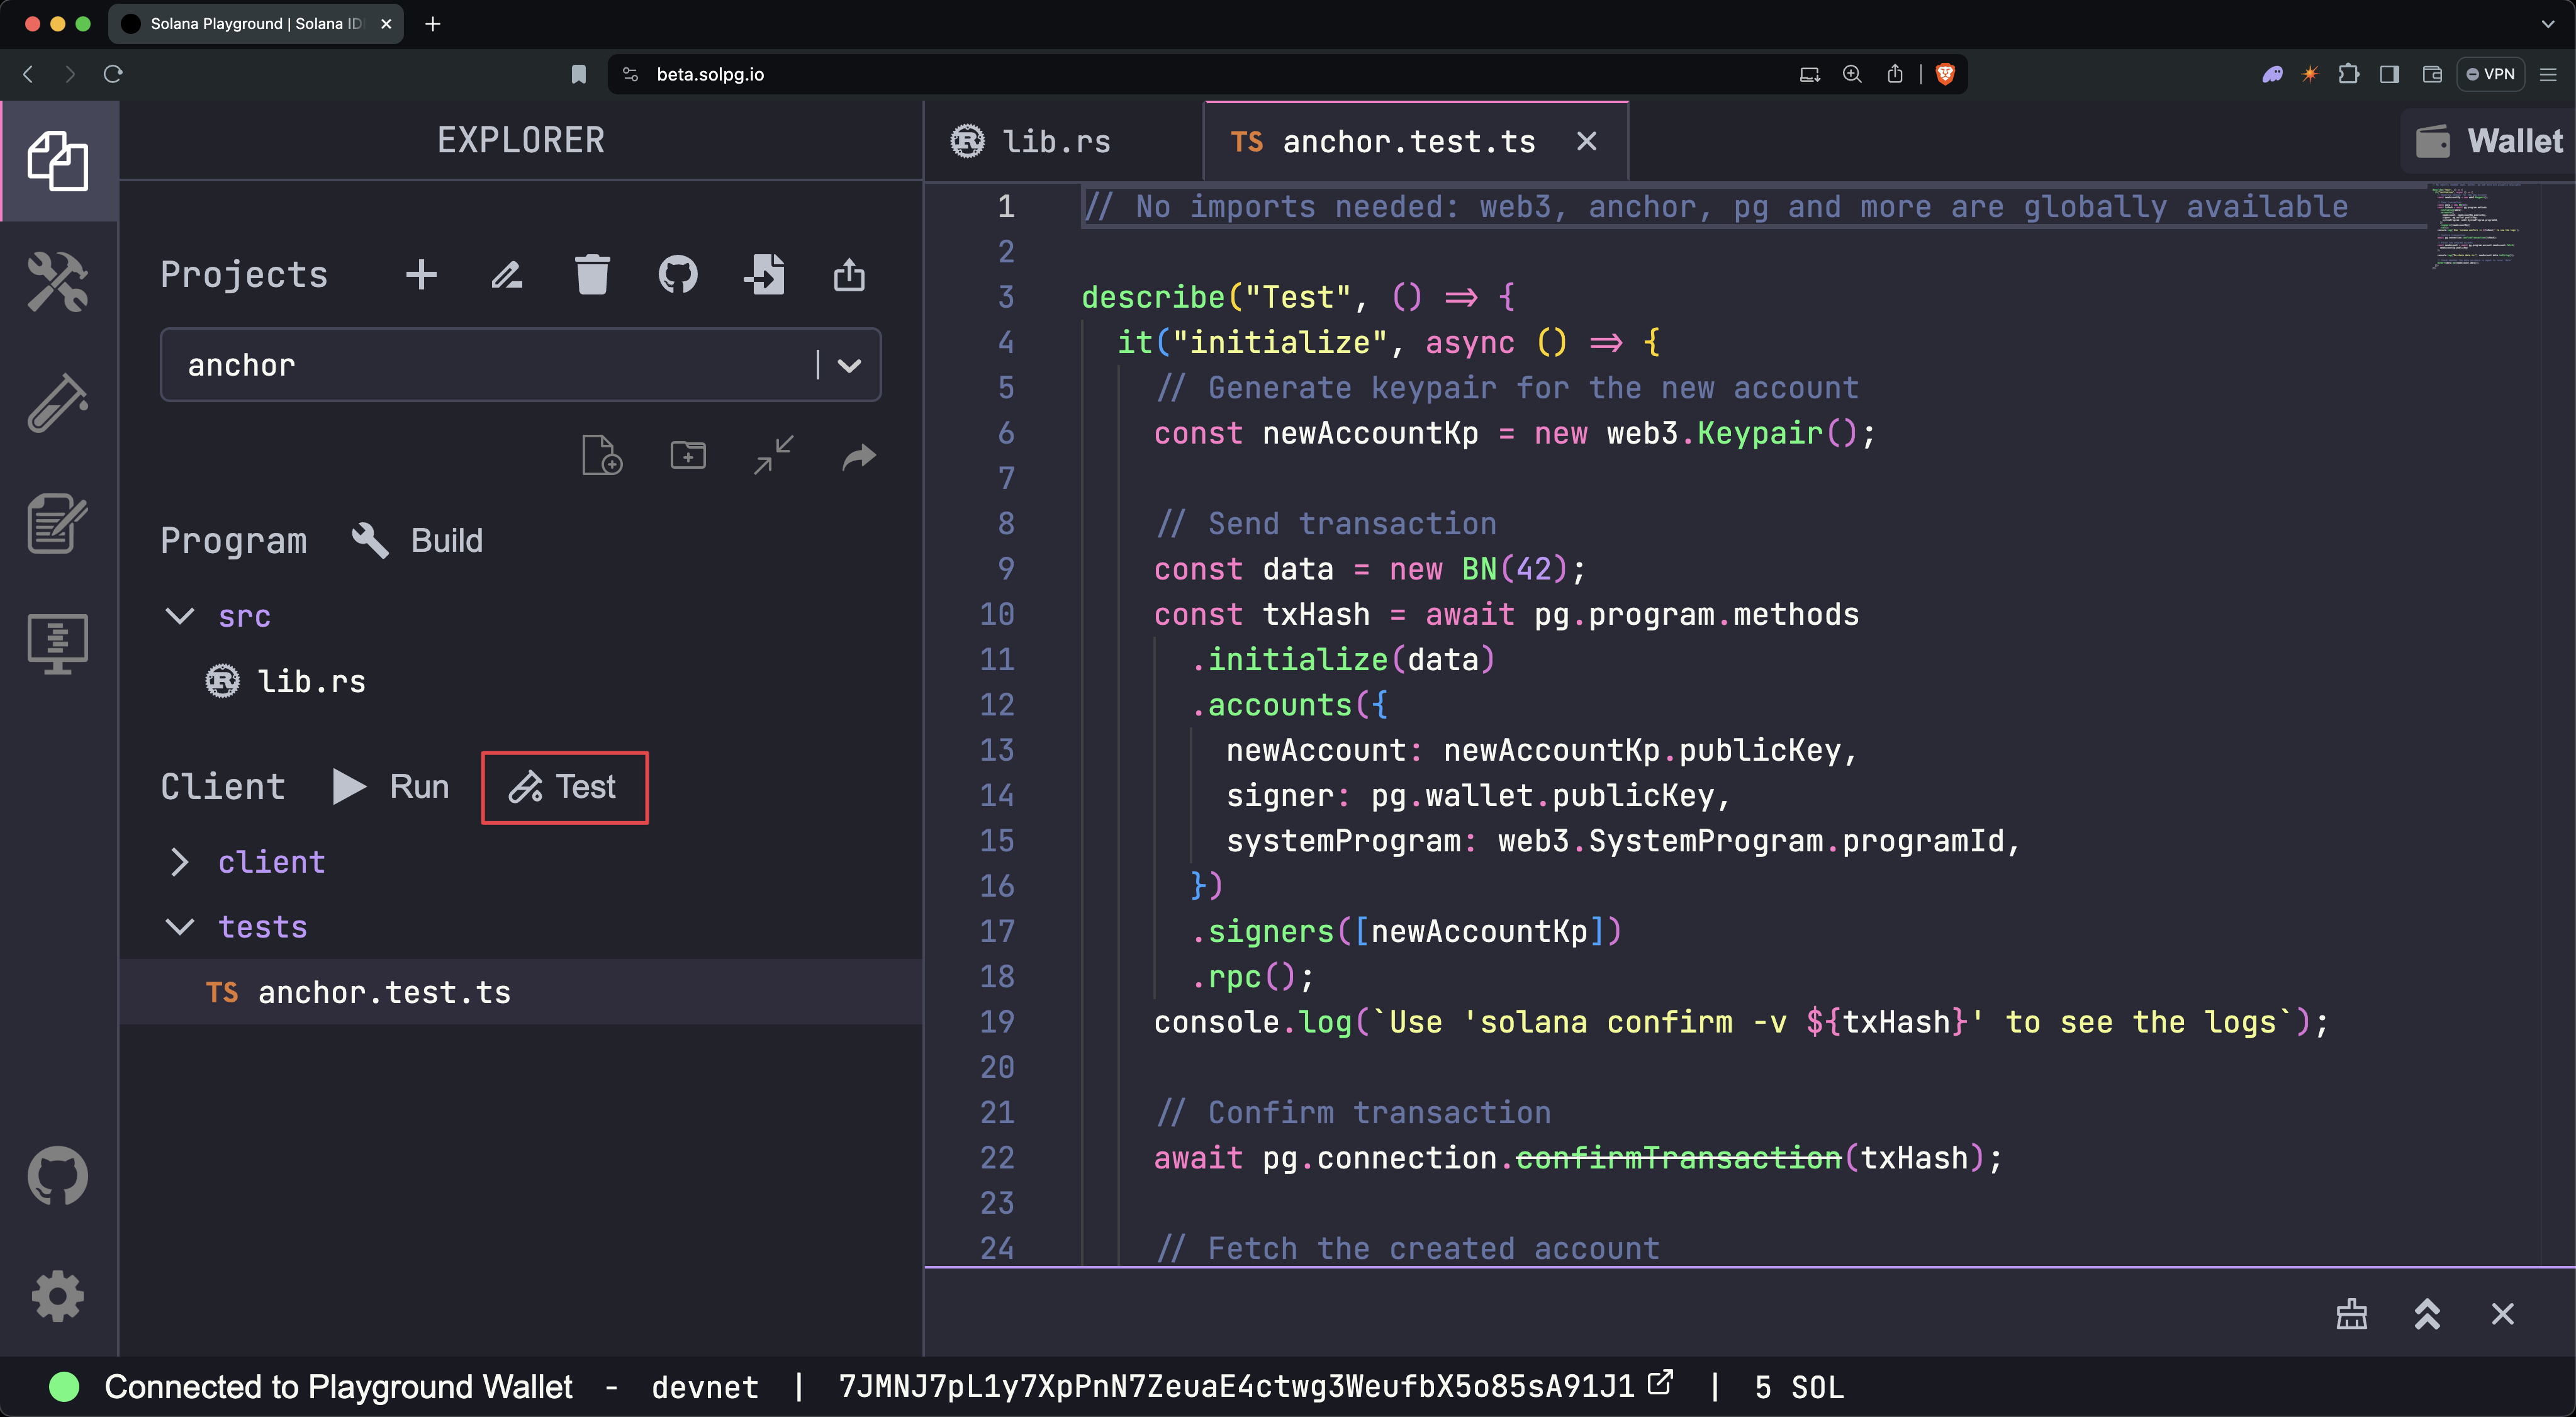 Solana Playground | Solana ID
beta.solpg.io
VPN
EXPLORER
Projects
anchor
Program
Build
src
lib.rs
Client
Run
Test
client
tests
TS anchor.test.ts
lib.rs
TS anchor.test.ts
Wallet
1 // No imports needed: web3, anchor, pg and more are globally available
2
3 describe("Test", () => {
4 it("initialize", async () => {
5 // Generate keypair for the new account
6 const newAccountKp = new web3.Keypair();
7
8 // Send transaction
9 const data = new BN(42);
10 const txHash = await pg.program.methods
11 .initialize(data)
12 .accounts({
13 newAccount: newAccountKp.publicKey,
14 signer: pg.wallet.publicKey,
15 systemProgram: web3.SystemProgram.programId,
16 })
17 .signers([newAccountKp])
18 .rpc();
19 console.log(`Use 'solana confirm -v ${txHash}' to see the logs`);
20
21 // Confirm transaction
22 await pg.connection.confirmTransaction(txHash);
23
24 // Fetch the created account
Connected to Playground Wallet - devnet | 7JMNJ7pL1y7XpPnN7ZeuaE4ctwg3WeufbX5o85sA91J1 | 5 SOL